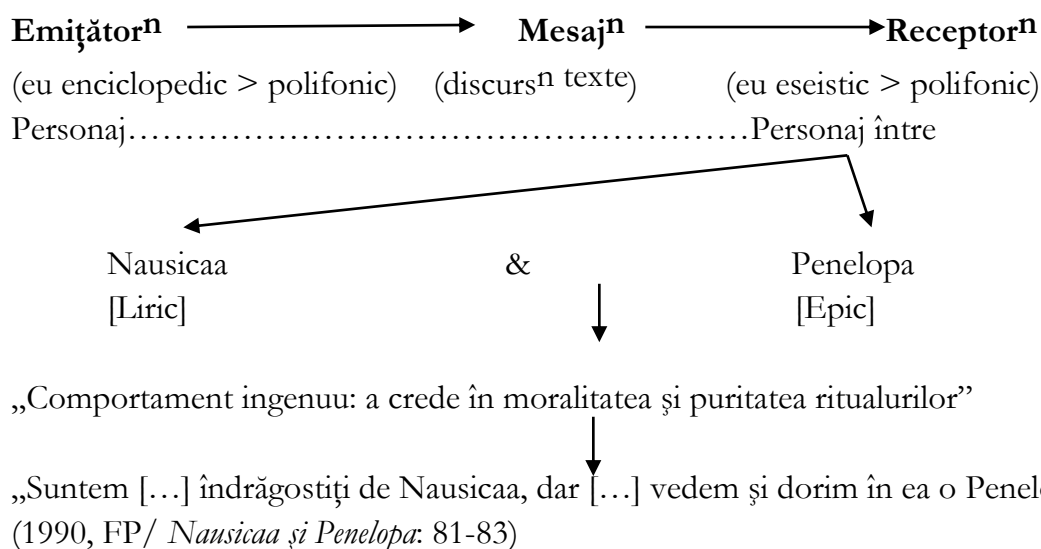 Emiţătorⁿ Mesajⁿ Receptorⁿ
(eu enciclopedic > polifonic) (discursⁿ texte) (eu eseistic > polifonic)
Personaj……………………………………………………Personaj între
Nausicaa & Penelopa
[Liric] [Epic]
„Comportament ingenuu: a crede în moralitatea şi puritatea ritualurilor”
„Suntem […] îndrăgostiţi de Nausicaa, dar […] vedem şi dorim în ea o
(1990, FP/ Nausicaa și Penelopa: 81-83)